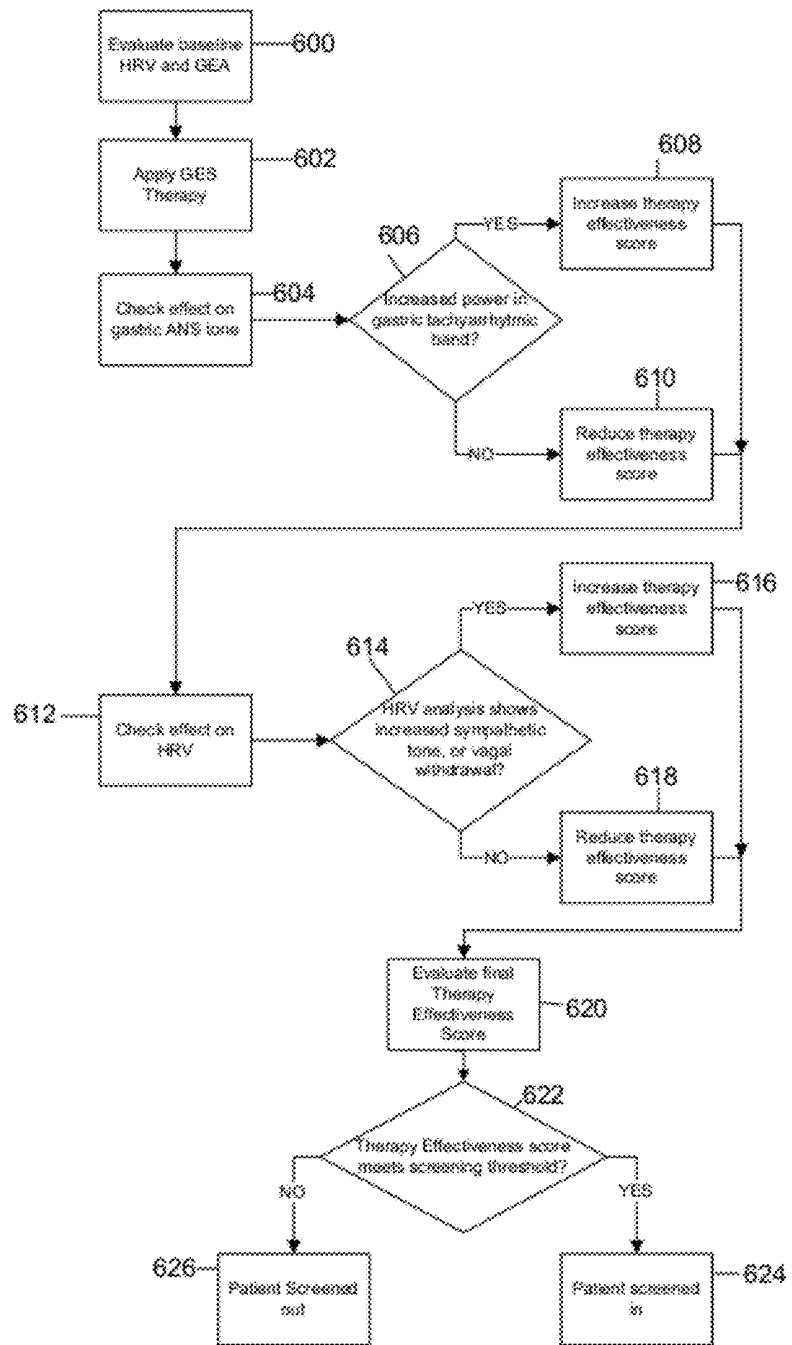 Evaluate baseline
HRV and GEA
600
Apply GES
Therapy
602
Check effect on
gastric ANS tone
604
606
Increased power in
gastric tachyarrhytmic
band?
YES
608
Increase therapy
effectiveness
score
NO
610
Reduce therapy
effectiveness
score
612
Check effect on
HRV
614
HRV analysis shows
increased sympathetic
tone, or vagal
withdrawal?
YES
Increase therapy
effectiveness
score
616
NO
618
Reduce therapy
effectiveness
score
Evaluate final
Therapy
Effectiveness
Score
620
622
Therapy Effectiveness score
meets screening threshold?
NO
YES
626
Patient Screened
out
Patient screened
in
624